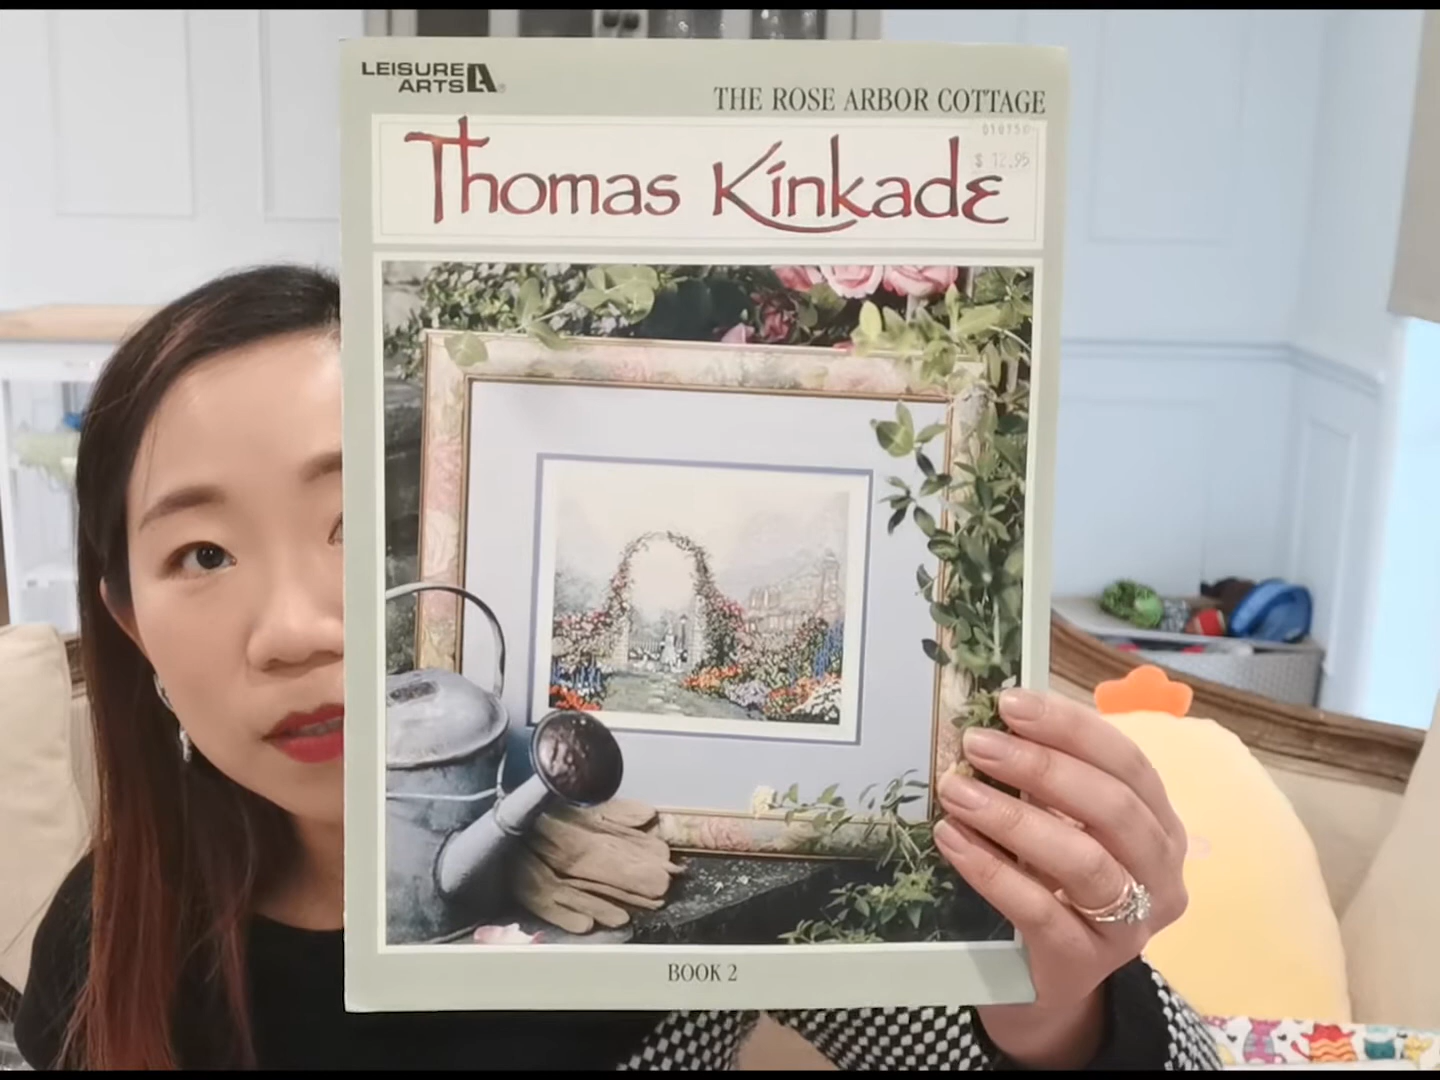 LEISURE
ARTS
THE ROSE ARBOR COTTAGE
Thomas Kinkade
$ 12.95
BOOK 2